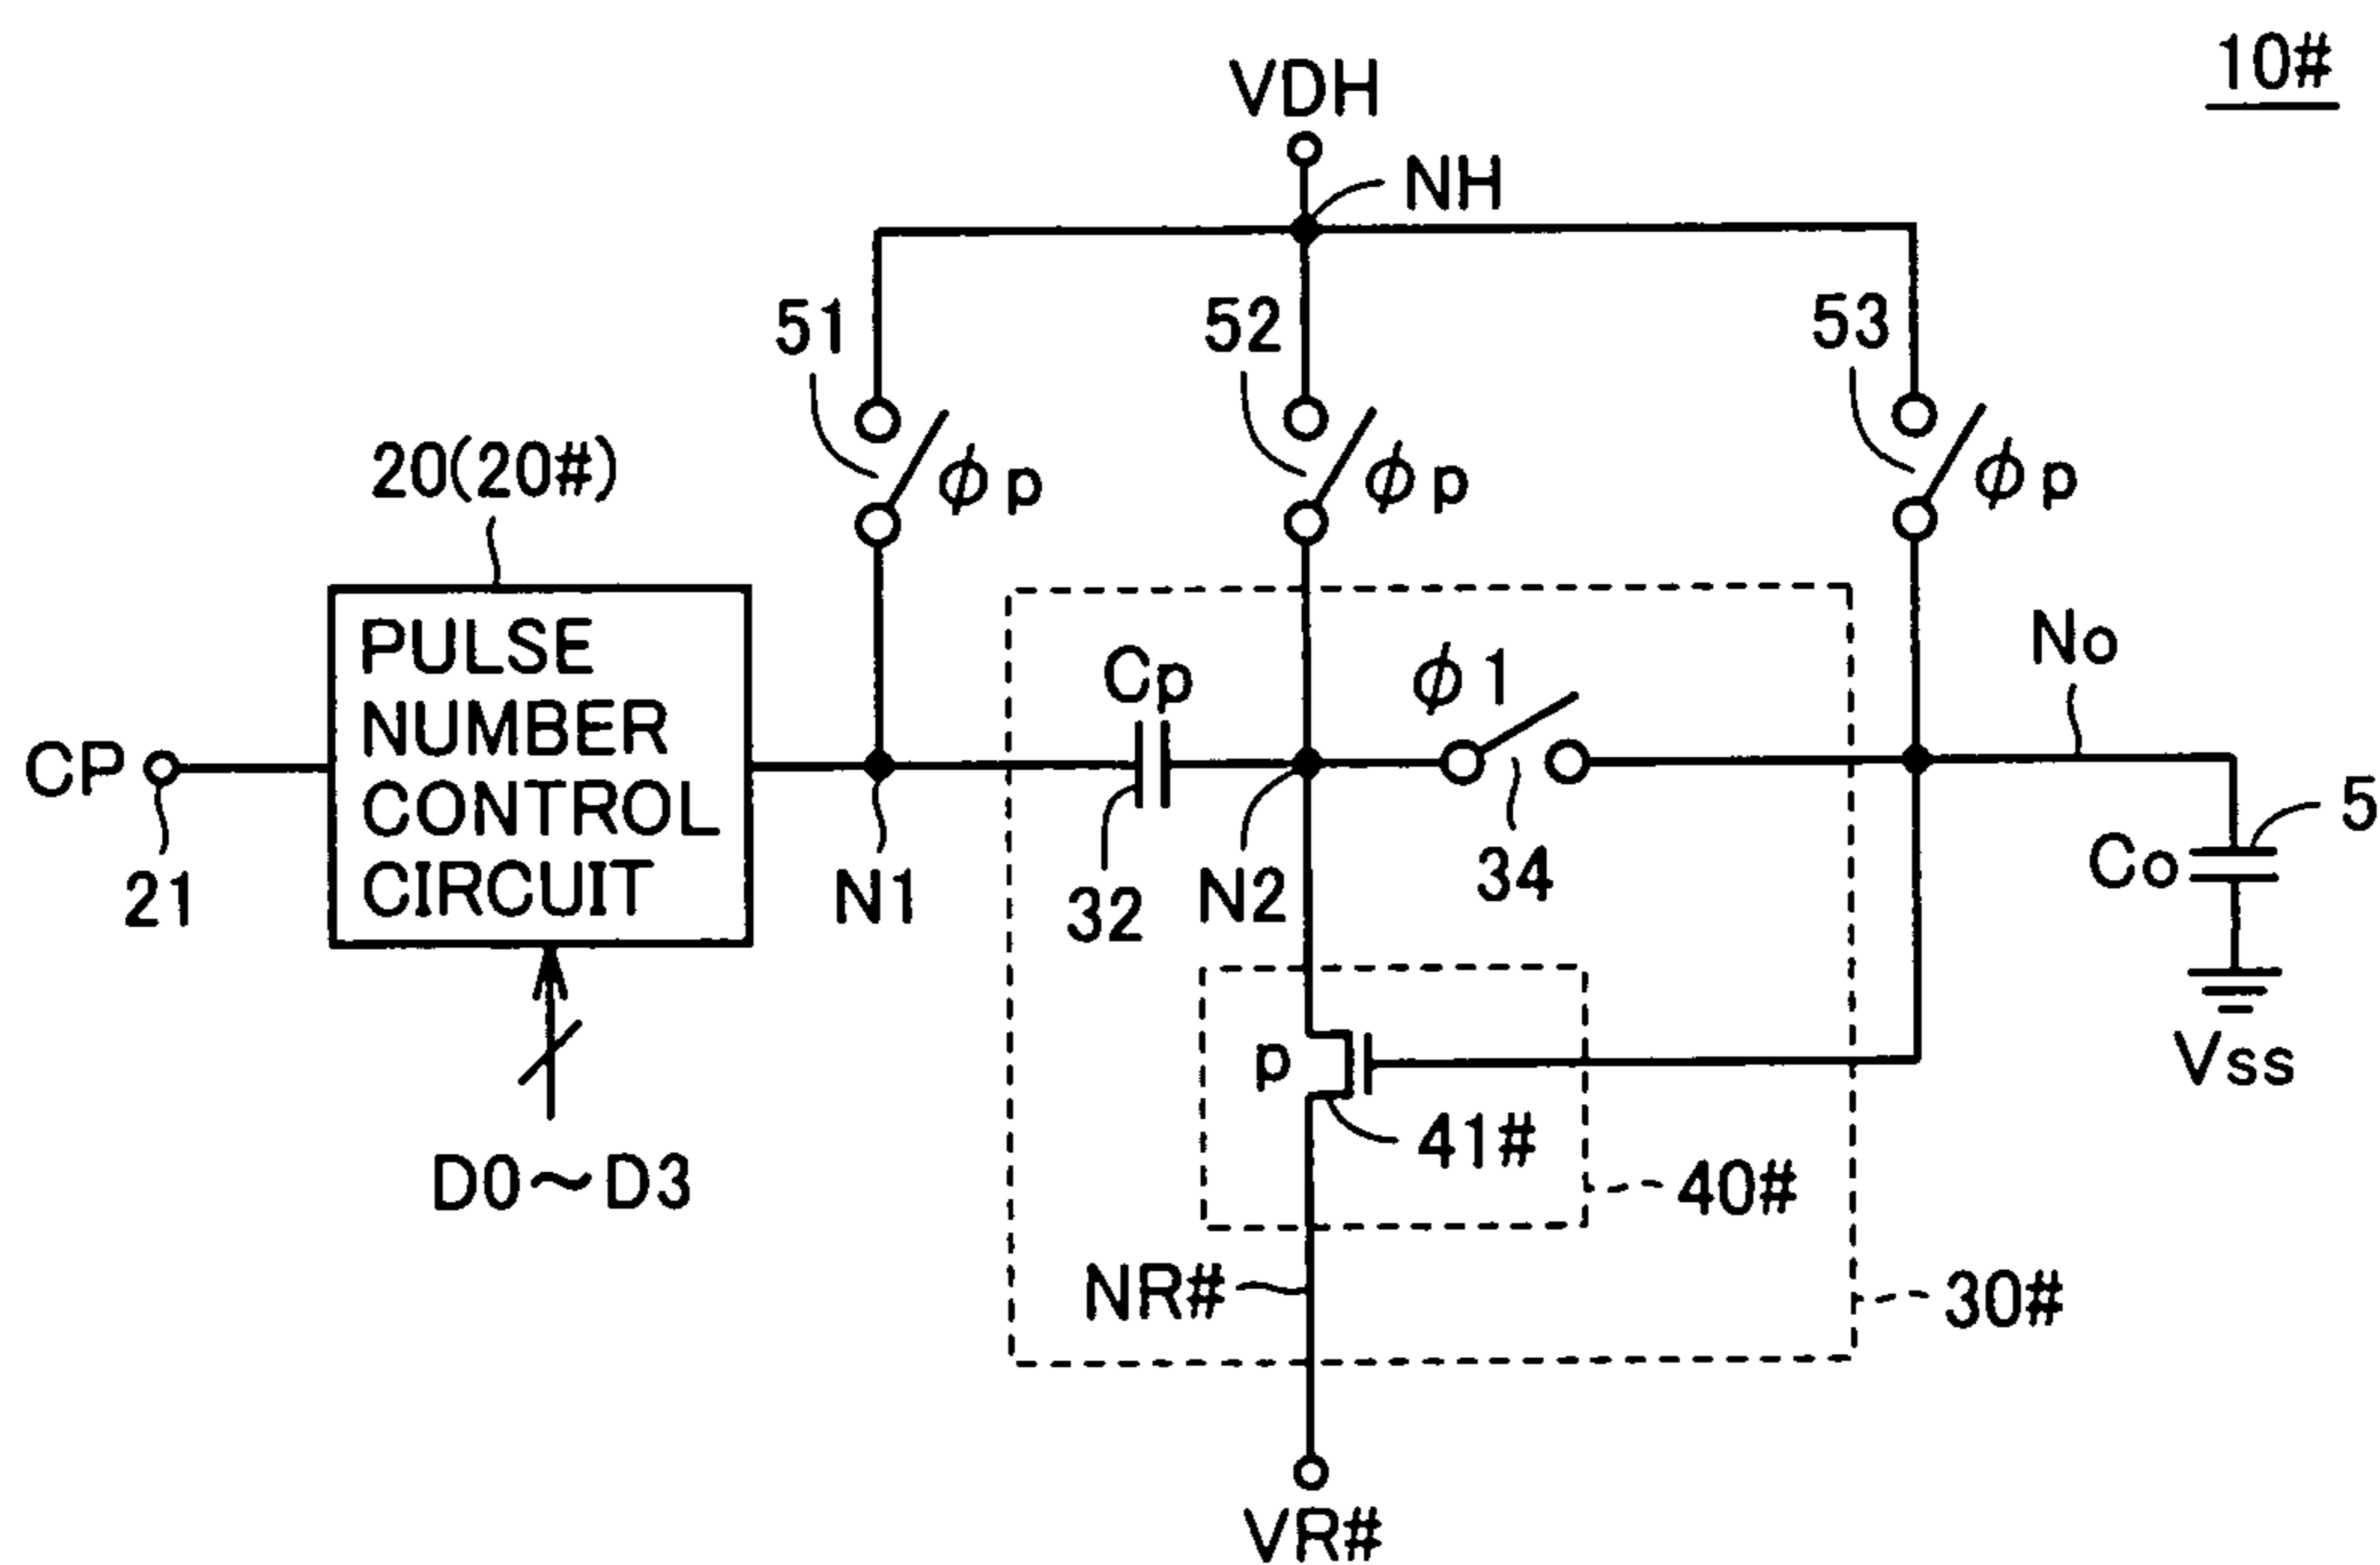 10#
VDH
NH
51
52
53
ϕp
ϕp
ϕp
20(20#)
PULSE
NUMBER
CONTROL
CIRCUIT
CP
21
D0~D3
N1
Cp
32
N2
ϕ1
34
No
5
Co
Vss
p
41#
40#
NR#
30#
VR#